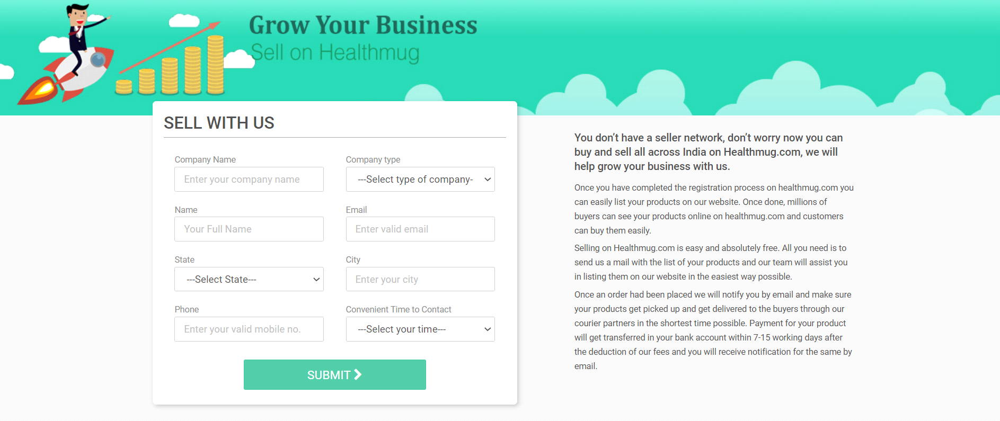 Grow Your Business
Sell on Healthmug
SELL WITH US
Company Name
Company type
Enter your company name
---Select type of company-
Name
Email
Your Full Name
Enter valid email
State
City
---Select State---
Enter your city
Phone
Convenient Time to Contact
Enter your valid mobile no.
---Select your time---
SUBMIT
You don’t have a seller network, don’t worry now you can
buy and sell all across India on Healthmug.com, we will
help grow your business with us.
Once you have completed the registration process on healthmug.com you
can easily list your products on our website. Once done, millions of
buyers can see your products online on healthmug.com and customers
can buy them easily.
Selling on Healthmug.com is easy and absolutely free. All you need is to
send us a mail with the list of your products and our team will assist you
in listing them on our website in the easiest way possible.
Once an order had been placed we will notify you by email and make sure
your products get picked up and get delivered to the buyers through our
courier partners in the shortest time possible. Payment for your product
will get transferred in your bank account within 7-15 working days after
the deduction of our fees and you will receive notification for the same by
email.